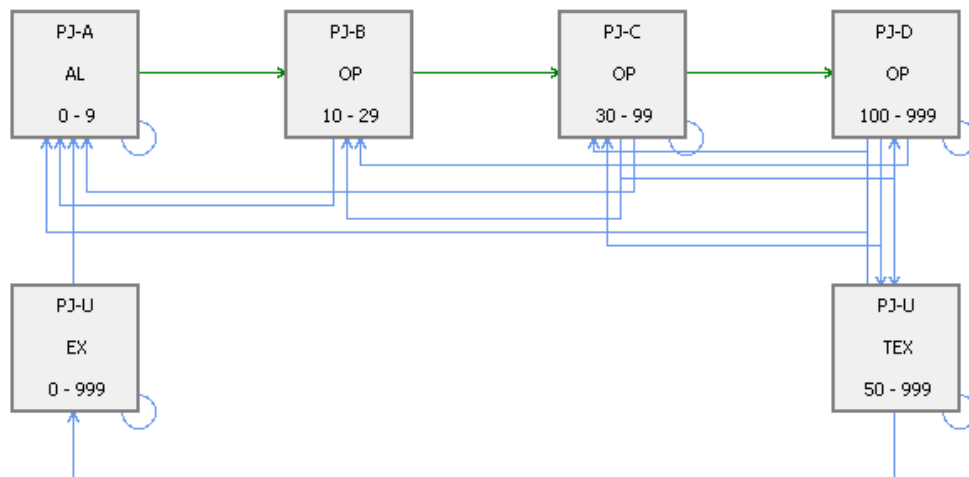 PJ-A
AL
0 - 9
PJ-B
OP
10 - 29
PJ-C
OP
30 - 99
PJ-D
OP
100 - 999
PJ-U
EX
0 - 999
PJ-U
TEX
50 - 999